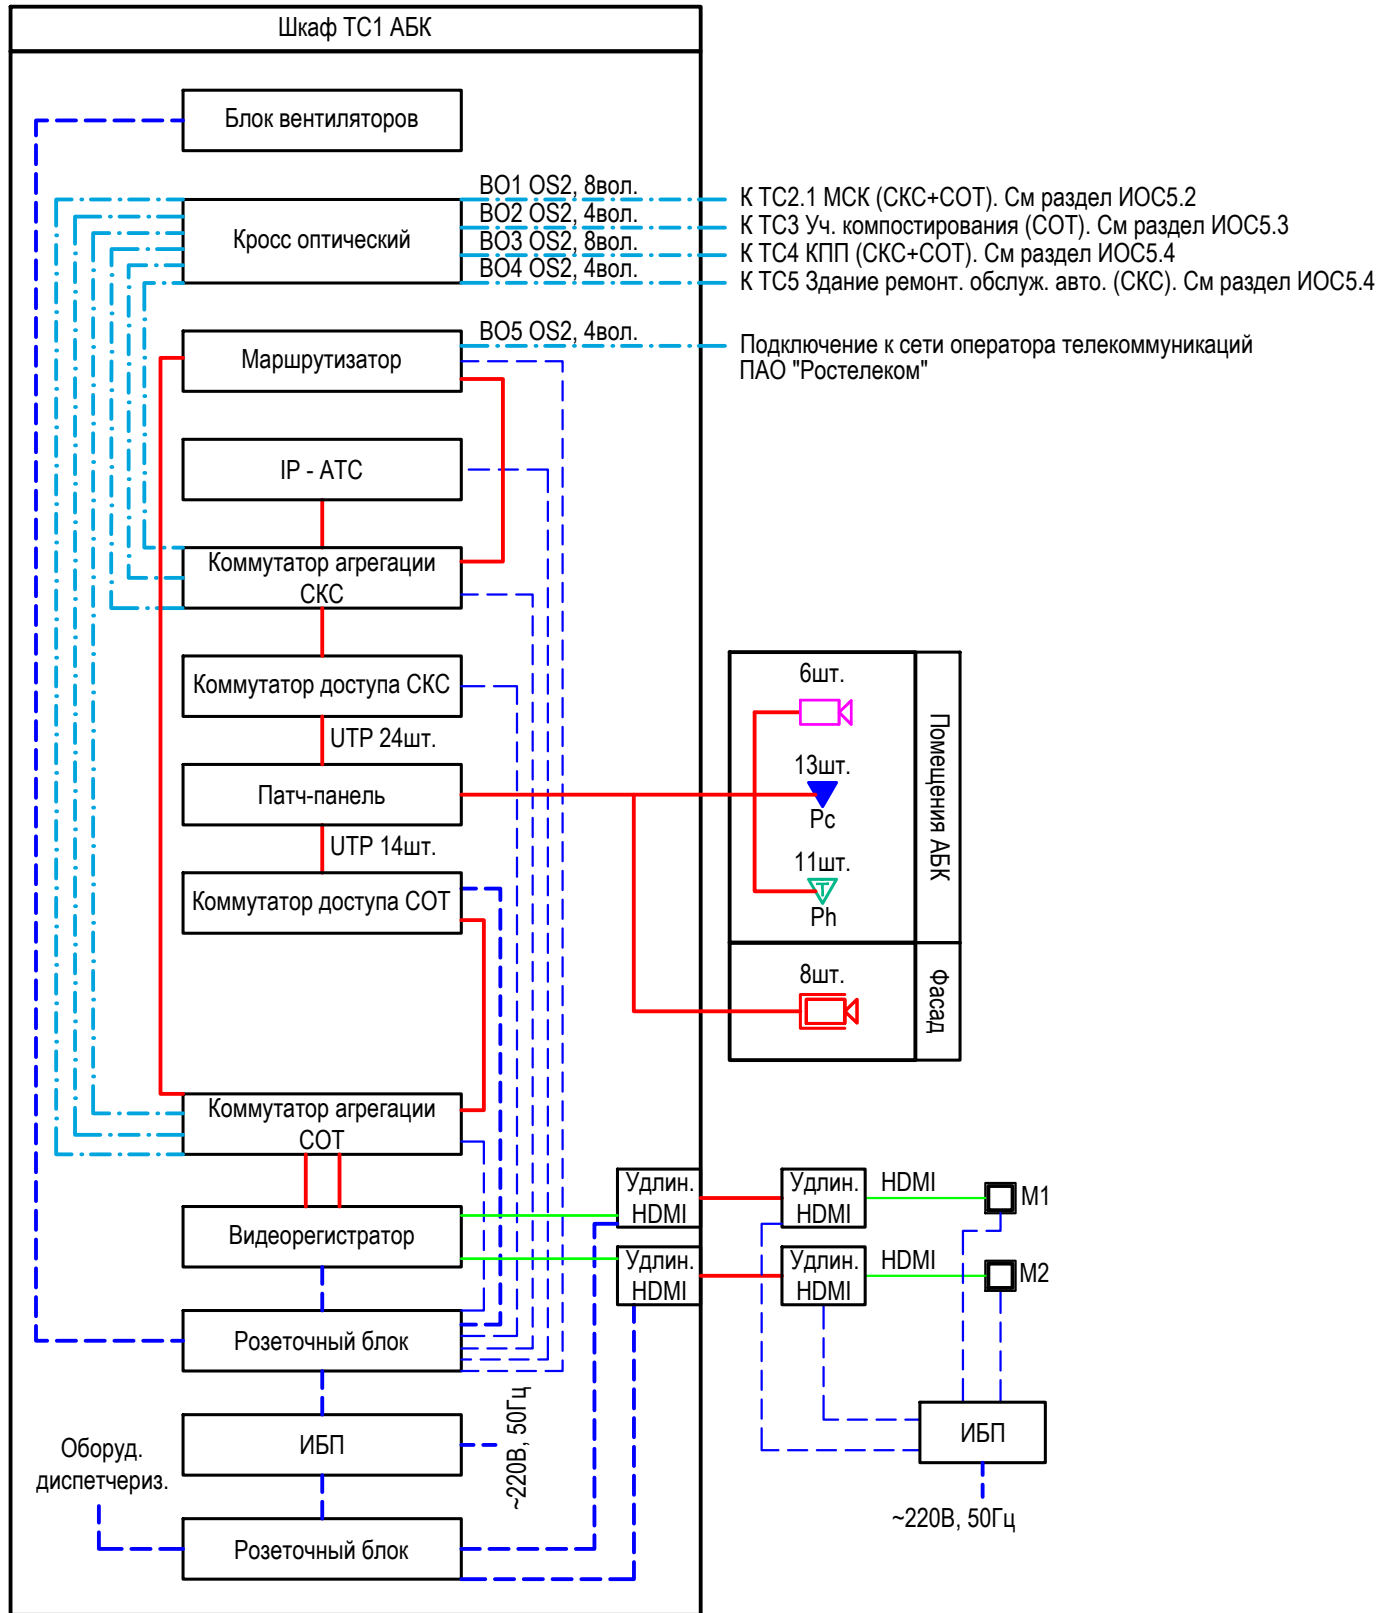 Шкаф ТС1 АБК
Блок вентиляторов
Кросс оптический
ВО1 OS2, 8вол.
ВО2 OS2, 4вол.
ВО3 OS2, 8вол.
ВО4 OS2, 4вол.
К ТС2.1 МСК (СКС+СОТ). См раздел ИОС5.2
К ТС3 Уч. компостирования (СОТ). См раздел ИОС5.3
К ТС4 КПП (СКС+СОТ). См раздел ИОС5.4
К ТС5 Здание ремонт. обслуж. авто. (СКС). См раздел ИОС5.4
Маршрутизатор
ВО5 OS2, 4вол.
Подключение к сети оператора телекоммуникаций
ПАО "Ростелеком"
IP - АТС
Коммутатор агрегации
СКС
Коммутатор доступа СКС
UTP 24шт.
Патч-панель
UTP 14шт.
Коммутатор доступа СОТ
6шт.
13шт.
Pc
11шт.
T
Ph
Помещения АБК
8шт.
Фасад
Коммутатор агрегации
СОТ
Видеорегистратор
Удлин.
HDMI
Удлин.
HDMI
HDMI
М1
Удлин.
HDMI
Удлин.
HDMI
HDMI
М2
Розеточный блок
ИБП
~220В, 50Гц
Оборуд.
диспетчериз.
Розеточный блок
ИБП
~220В, 50Гц